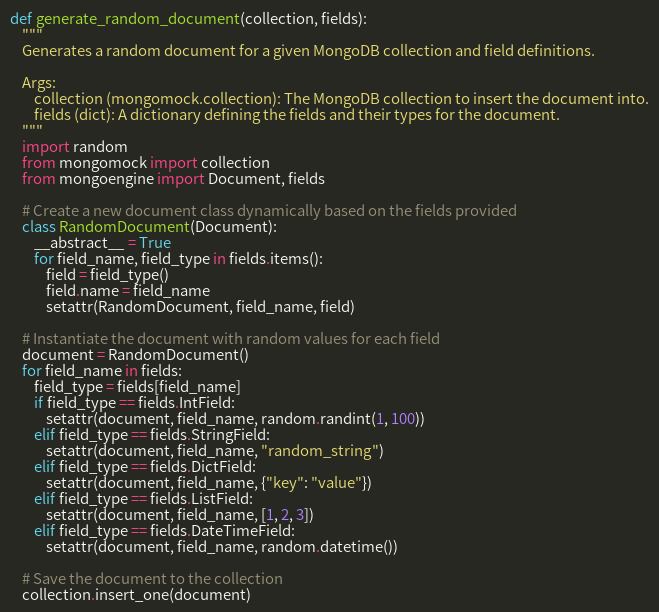 def generate_random_document(collection, fields):
    """
    Generates a random document for a given MongoDB collection and field definitions.

    Args:
        collection (mongomock.collection): The MongoDB collection to insert the document into.
        fields (dict): A dictionary defining the fields and their types for the document.
    """
    import random
    from mongomock import collection
    from mongoengine import Document, fields

    # Create a new document class dynamically based on the fields provided
    class RandomDocument(Document):
        __abstract__ = True
        for field_name, field_type in fields.items():
            field = field_type()
            field.name = field_name
            setattr(RandomDocument, field_name, field)

    # Instantiate the document with random values for each field
    document = RandomDocument()
    for field_name in fields:
        field_type = fields[field_name]
        if field_type == fields.IntField:
            setattr(document, field_name, random.randint(1, 100))
        elif field_type == fields.StringField:
            setattr(document, field_name, "random_string")
        elif field_type == fields.DictField:
            setattr(document, field_name, {"key": "value"})
        elif field_type == fields.ListField:
            setattr(document, field_name, [1, 2, 3])
        elif field_type == fields.DateTimeField:
            setattr(document, field_name, random.datetime())

    # Save the document to the collection
    collection.insert_one(document)